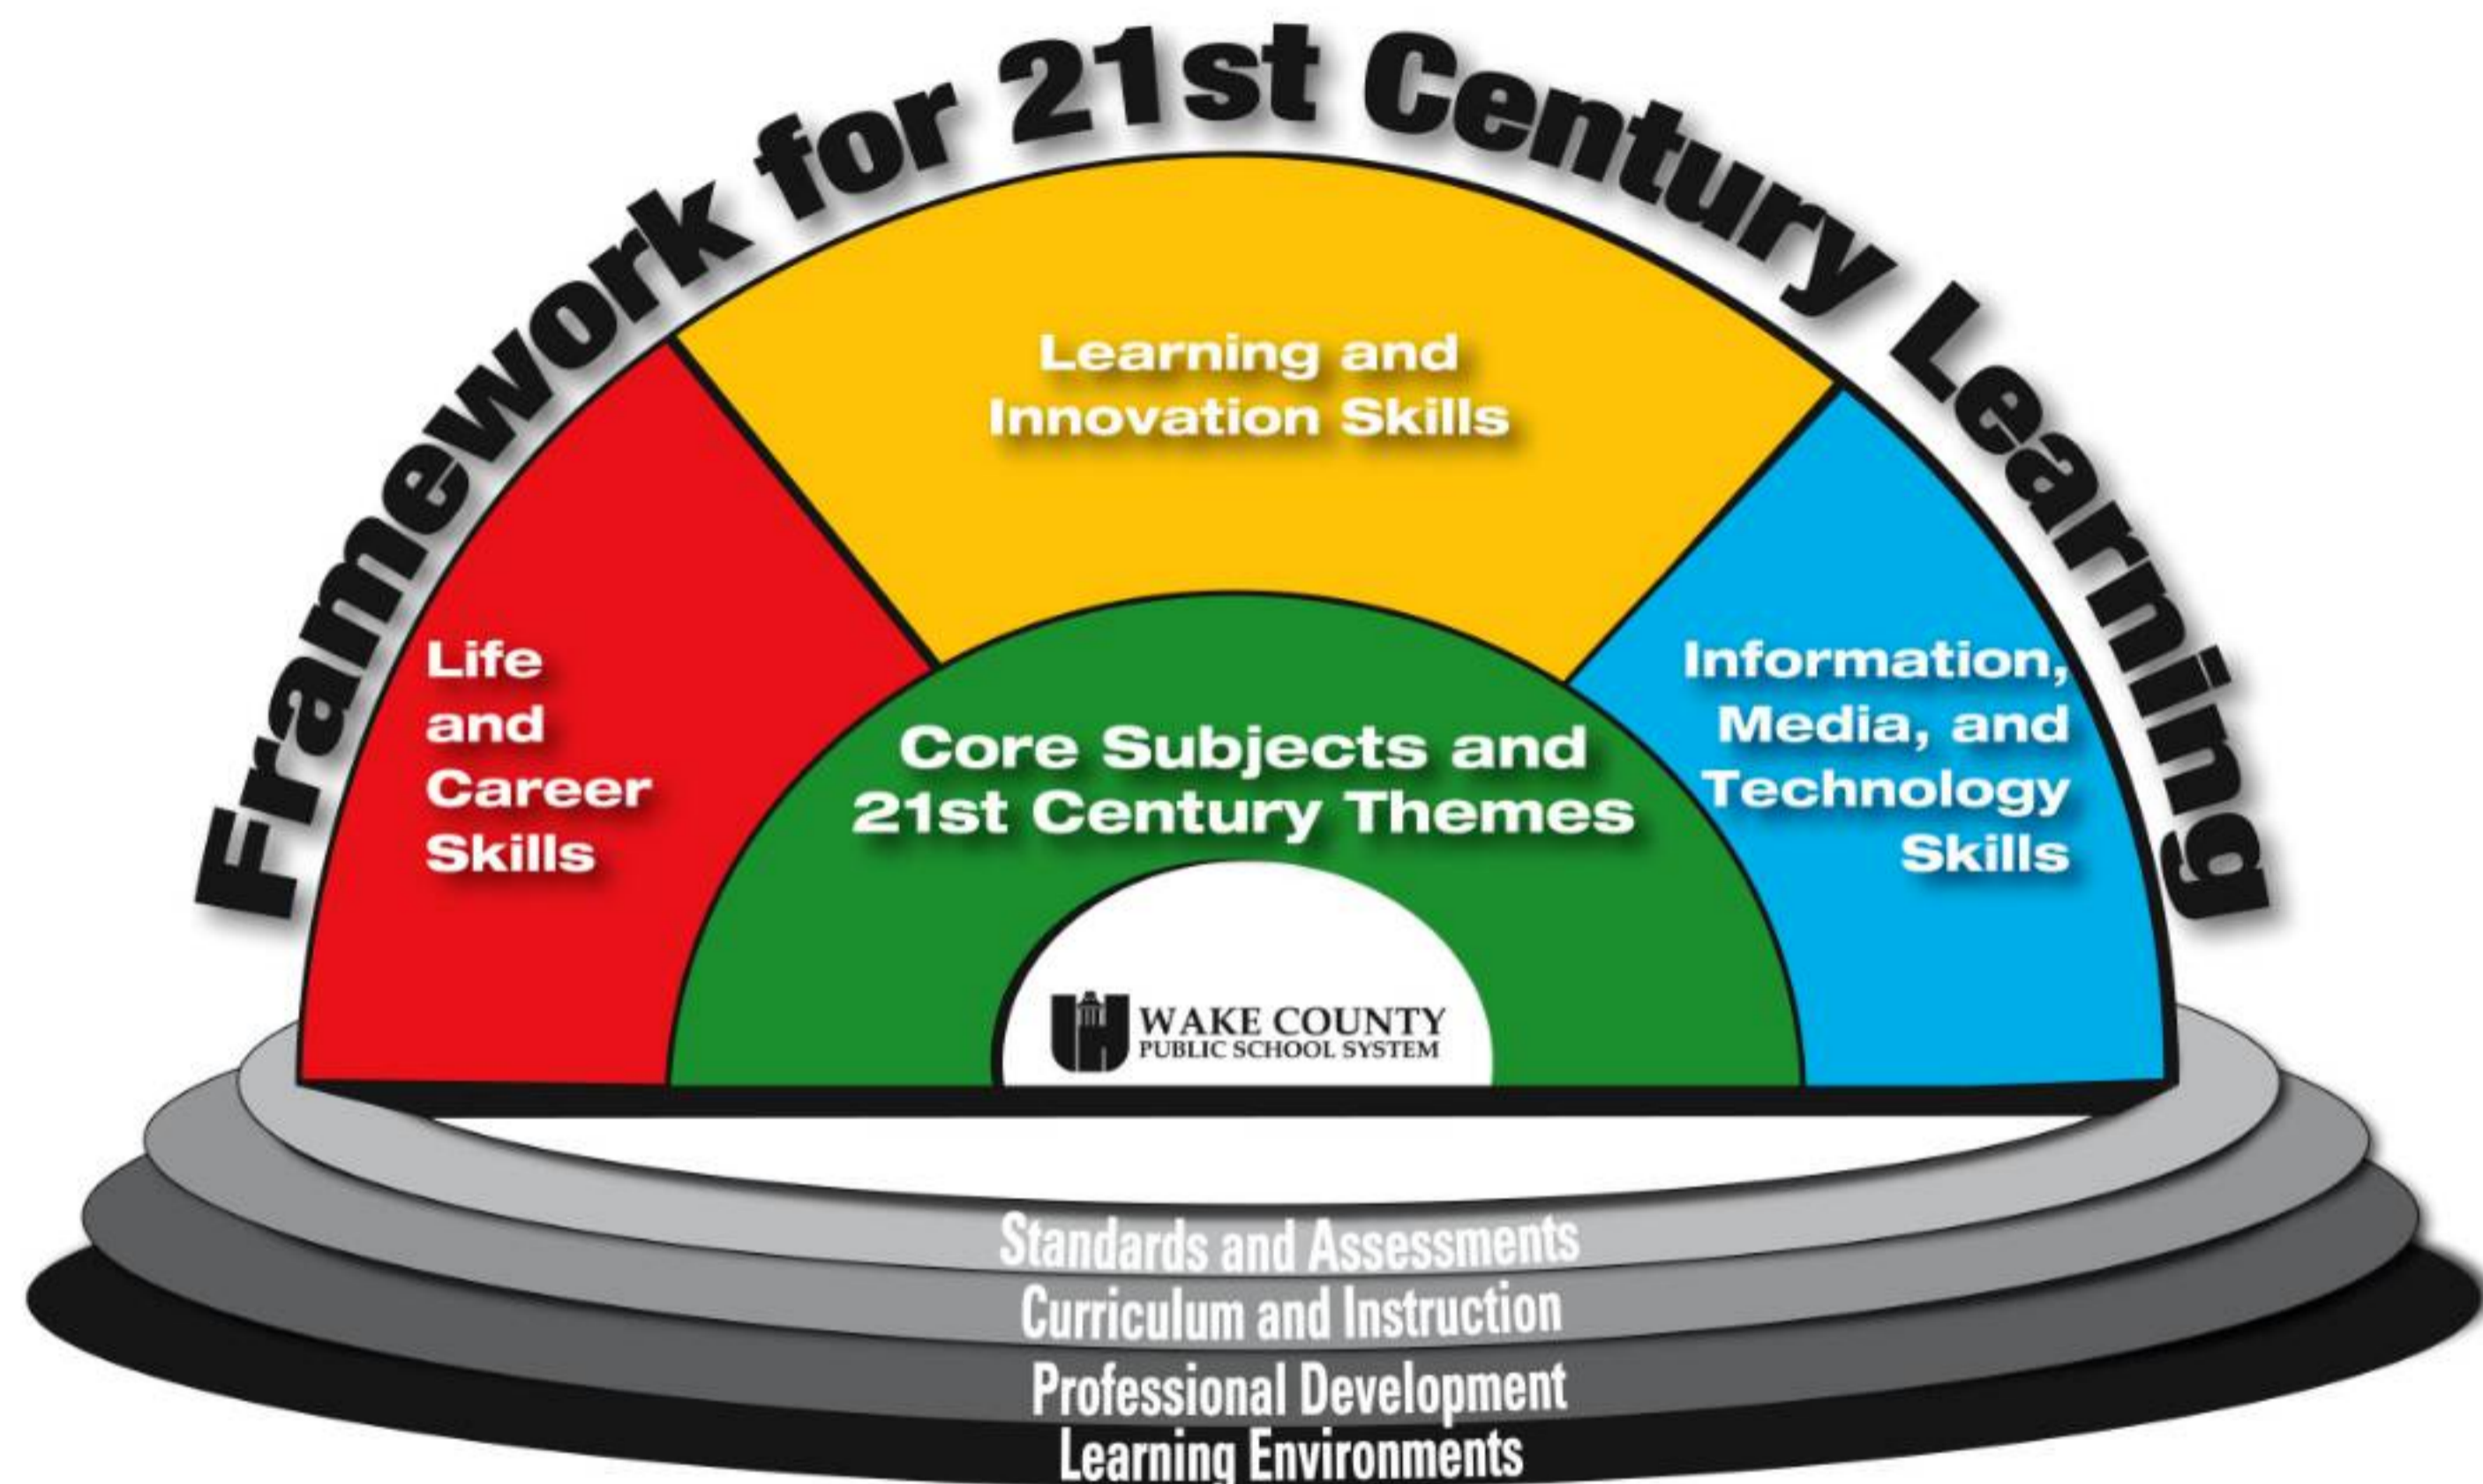 Framework for 21st Century Learning
Learning and
Innovation Skills
Life
and
Career
Skills
Core Subjects and
21st Century Themes
Information,
Media, and
Technology
Skills
WAKE COUNTY
PUBLIC SCHOOL SYSTEM
Standards and Assessments
Curriculum and Instruction
Professional Development
Learning Environments